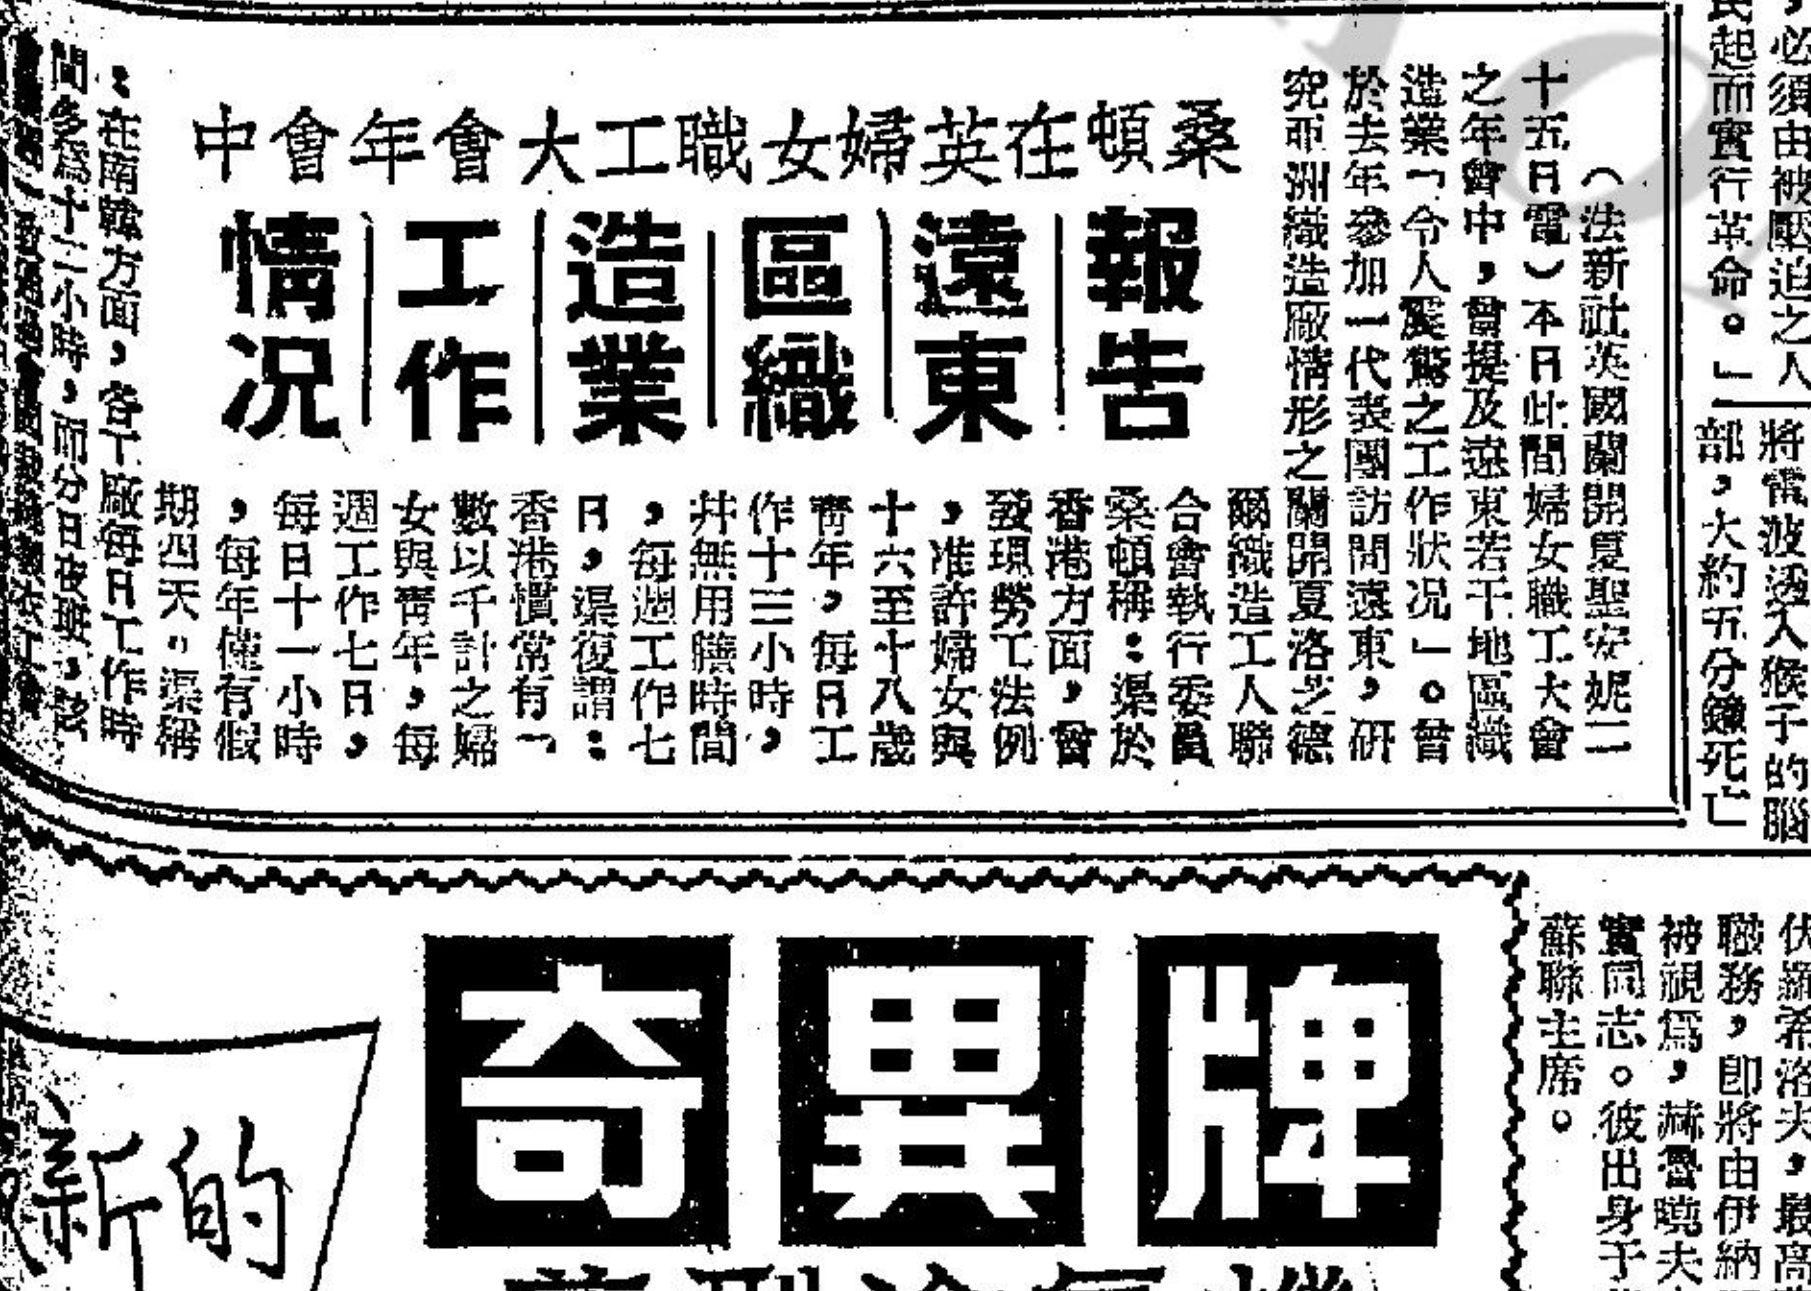 ，必須由被壓迫之人
民起而實行革命。」
將電波透入猴子的腦
部，大約五分鐘死亡
桑頓在英婦女職工大會年會中
報告遠東區織造業工作情況
（法新社英國蘭開夏聖安妮二
十五日電）本日此間婦女職工大會
之年會中，曾提及遠東若干地區織
造業「令人震驚之工作狀況」。曾
於去年參加一代表團訪問遠東，研
究亞洲織造廠情形之蘭開夏洛芝德
爾織造工人聯
合會執行委員
桑頓稱：渠於
香港方面，曾
發現勞工法例
，准許婦女與
十六至十八歲
青年，每日工
作十三小時，
并無用膳時間
，每週工作七
日，渠復謂：
香港慣常有「
數以千計之婦
女與青年，每
週工作七日，
每日十一小時
，每年僅有假
期四天。渠稱
：在南韓方面，各工廠每日工作時
間多爲十二小時，而分日夜班，該
伏羅希洛夫，最高
職務，即將由伊納
被視爲，赫魯曉夫
實同志。彼出身于
蘇聯主席。
奇異牌
新的